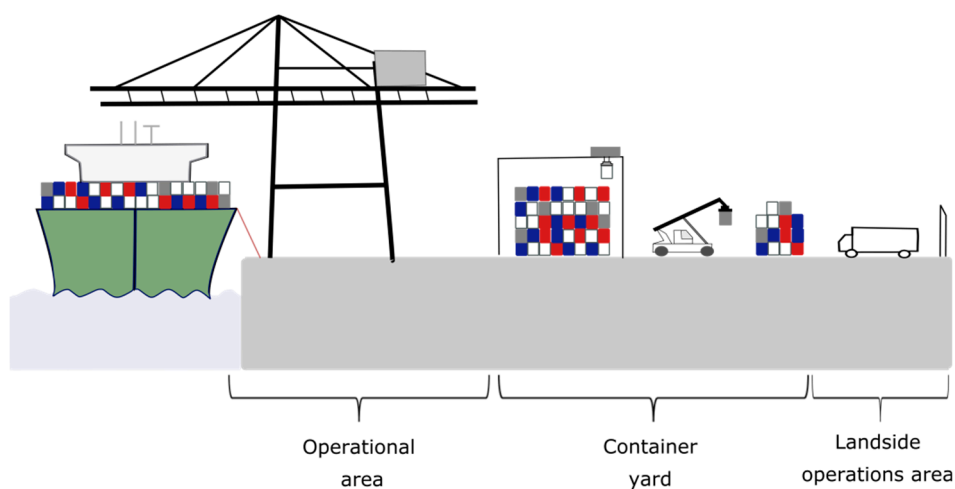 Operational
area
Container
yard
Landside
operations area